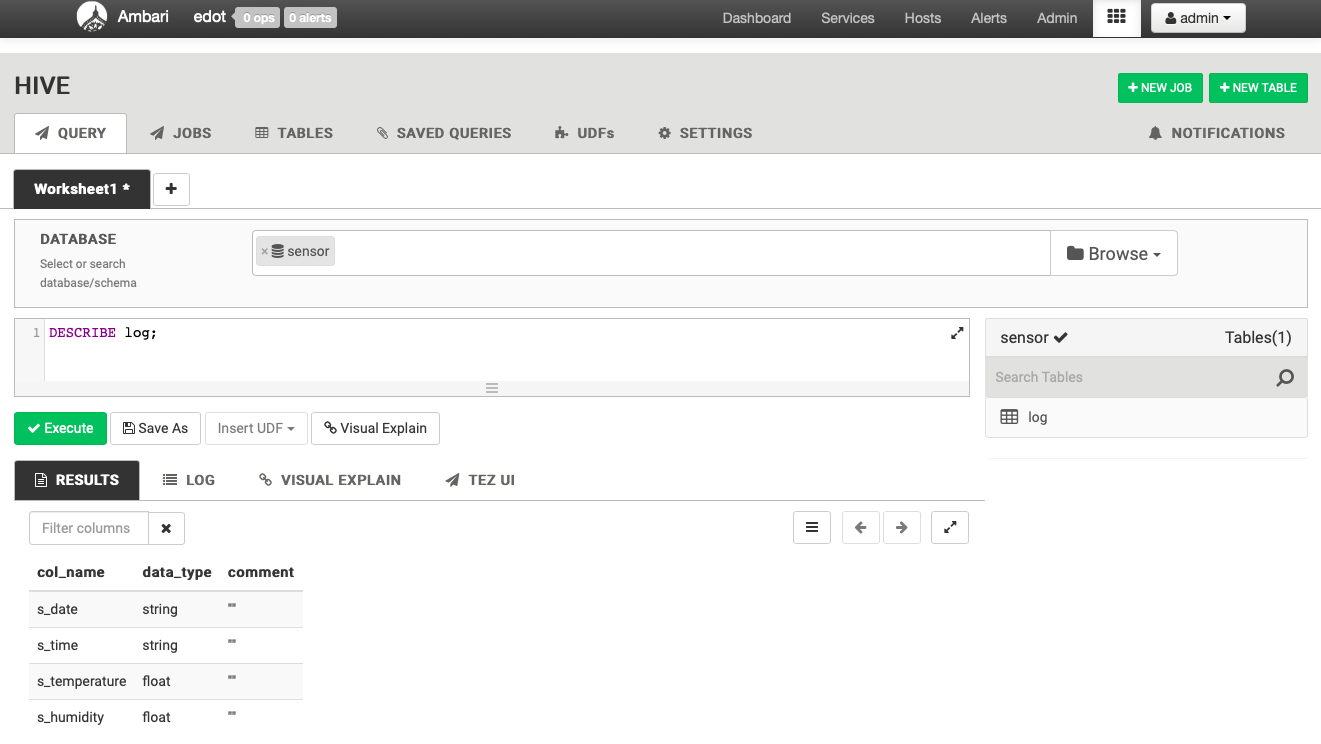 Ambari edot 0 ops 0 alerts Dashboard Services Hosts Alerts Admin admin
HIVE
NEW JOB NEW TABLE
QUERY JOBS TABLES SAVED QUERIES UDFs SETTINGS NOTIFICATIONS
Worksheet1 * +
DATABASE
Select or search
database/schema
× sensor
Browse
1 DESCRIBE log;
sensor Tables(1)
Search Tables
log
Execute Save As Insert UDF Visual Explain
RESULTS LOG VISUAL EXPLAIN TEZ UI
Filter columns
col_name data_type comment
s_date string ""
s_time string ""
s_temperature float ""
s_humidity float ""